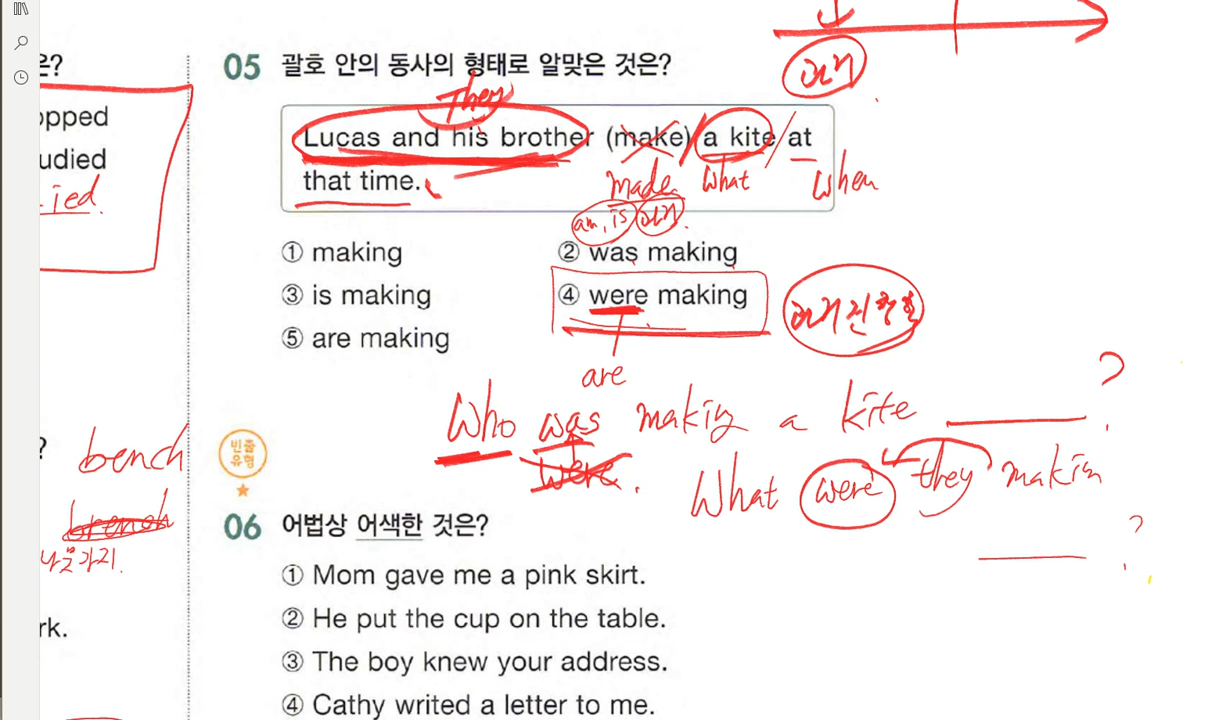 은?
opped
udied
ied.
05 괄호 안의 동사의 형태로 알맞은 것은?
과거
They
Lucas and his brother (make) a kite at
that time.
made what when
am, is 과거
① making ② was making
③ is making ④ were making
⑤ are making
과거진행형
are
Who was making a kite ?
were.
What were they making
?
?
bench
brench
나뭇가지.
빈출
유형
06 어법상 어색한 것은?
① Mom gave me a pink skirt.
② He put the cup on the table.
rk.
③ The boy knew your address.
④ Cathy writed a letter to me.